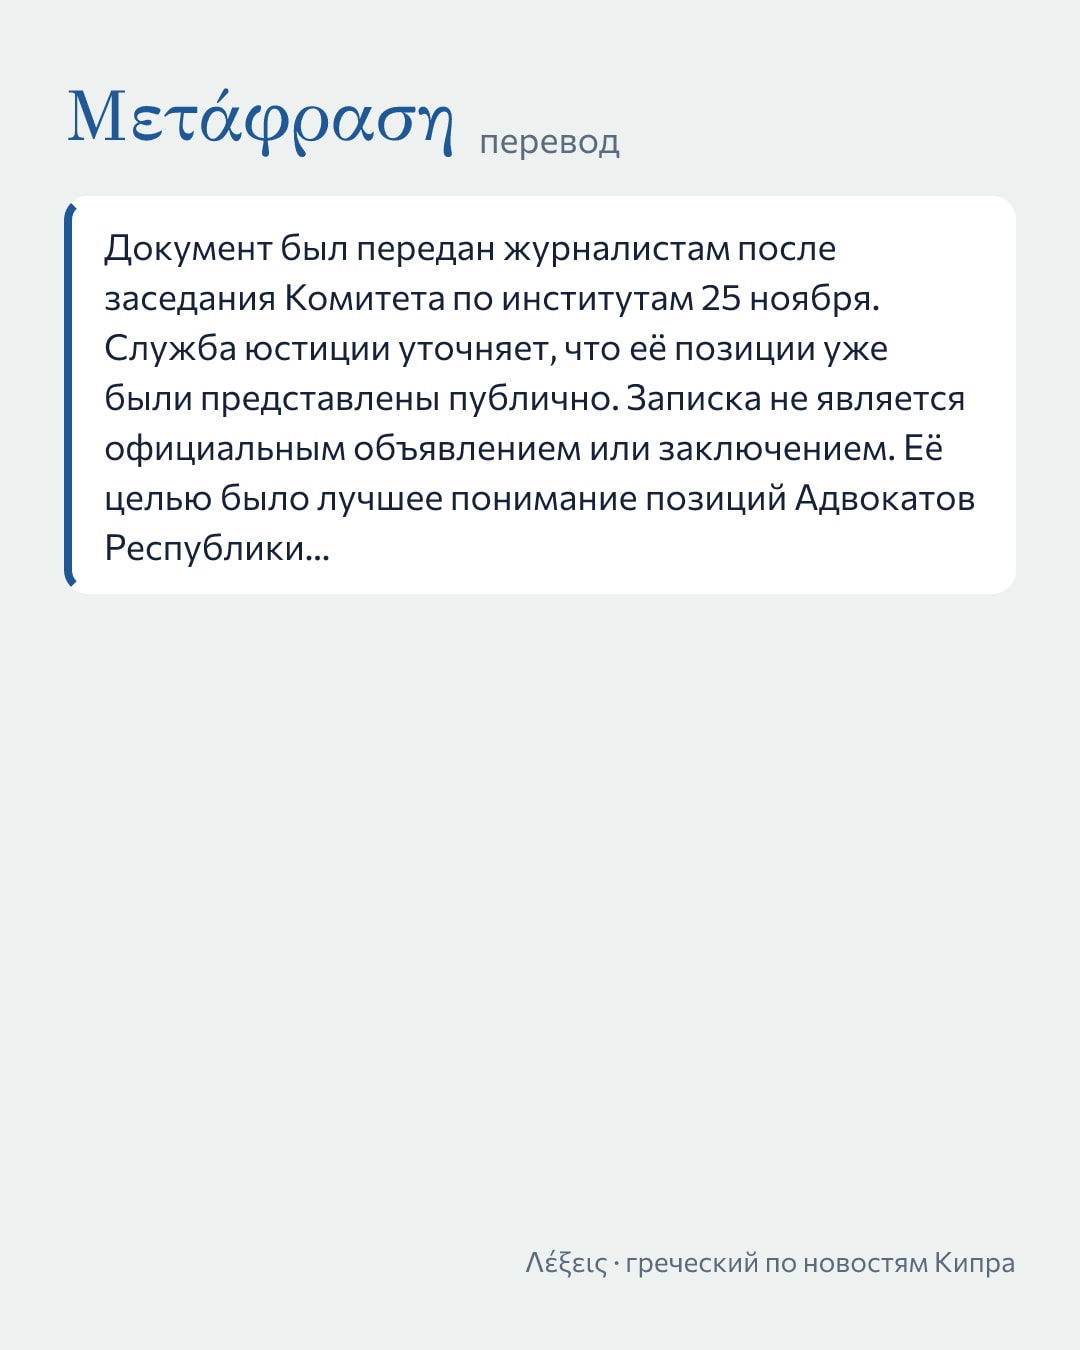 Μετάφραση перевод
Документ был передан журналистам после
заседания Комитета по институтам 25 ноября.
Служба юстиции уточняет, что её позиции уже
были представлены публично. Записка не является
официальным объявлением или заключением. Её
целью было лучшее понимание позиций Адвокатов
Республики...
Λέξεις · греческий по новостям Кипра